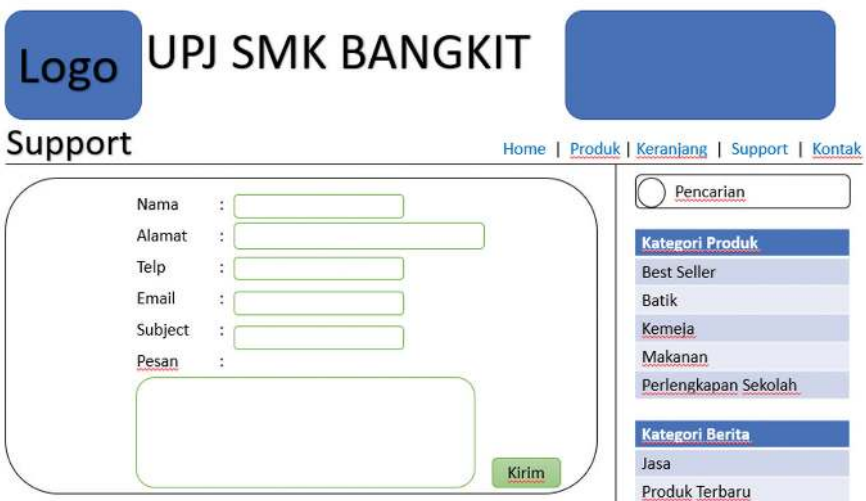 Logo
UPJ SMK BANGKIT
Support
Home | Produk | Keranjang | Support | Kontak
Nama :
Alamat :
Telp :
Email :
Subject :
Pesan :
Kirim
Pencarian
Kategori Produk
Best Seller
Batik
Kemeja
Makanan
Perlengkapan Sekolah
Kategori Berita
Jasa
Produk Terbaru